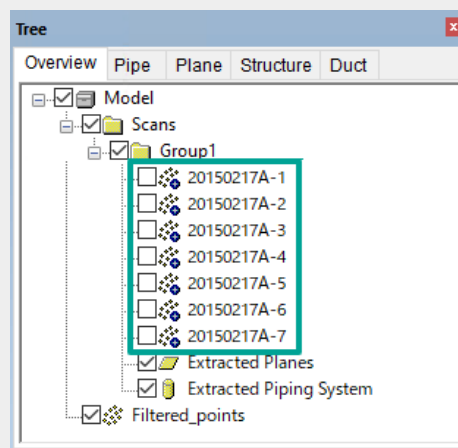 Tree
Overview Pipe Plane Structure Duct
Model
Scans
Group1
20150217A-1
20150217A-2
20150217A-3
20150217A-4
20150217A-5
20150217A-6
20150217A-7
Extracted Planes
Extracted Piping System
Filtered_points